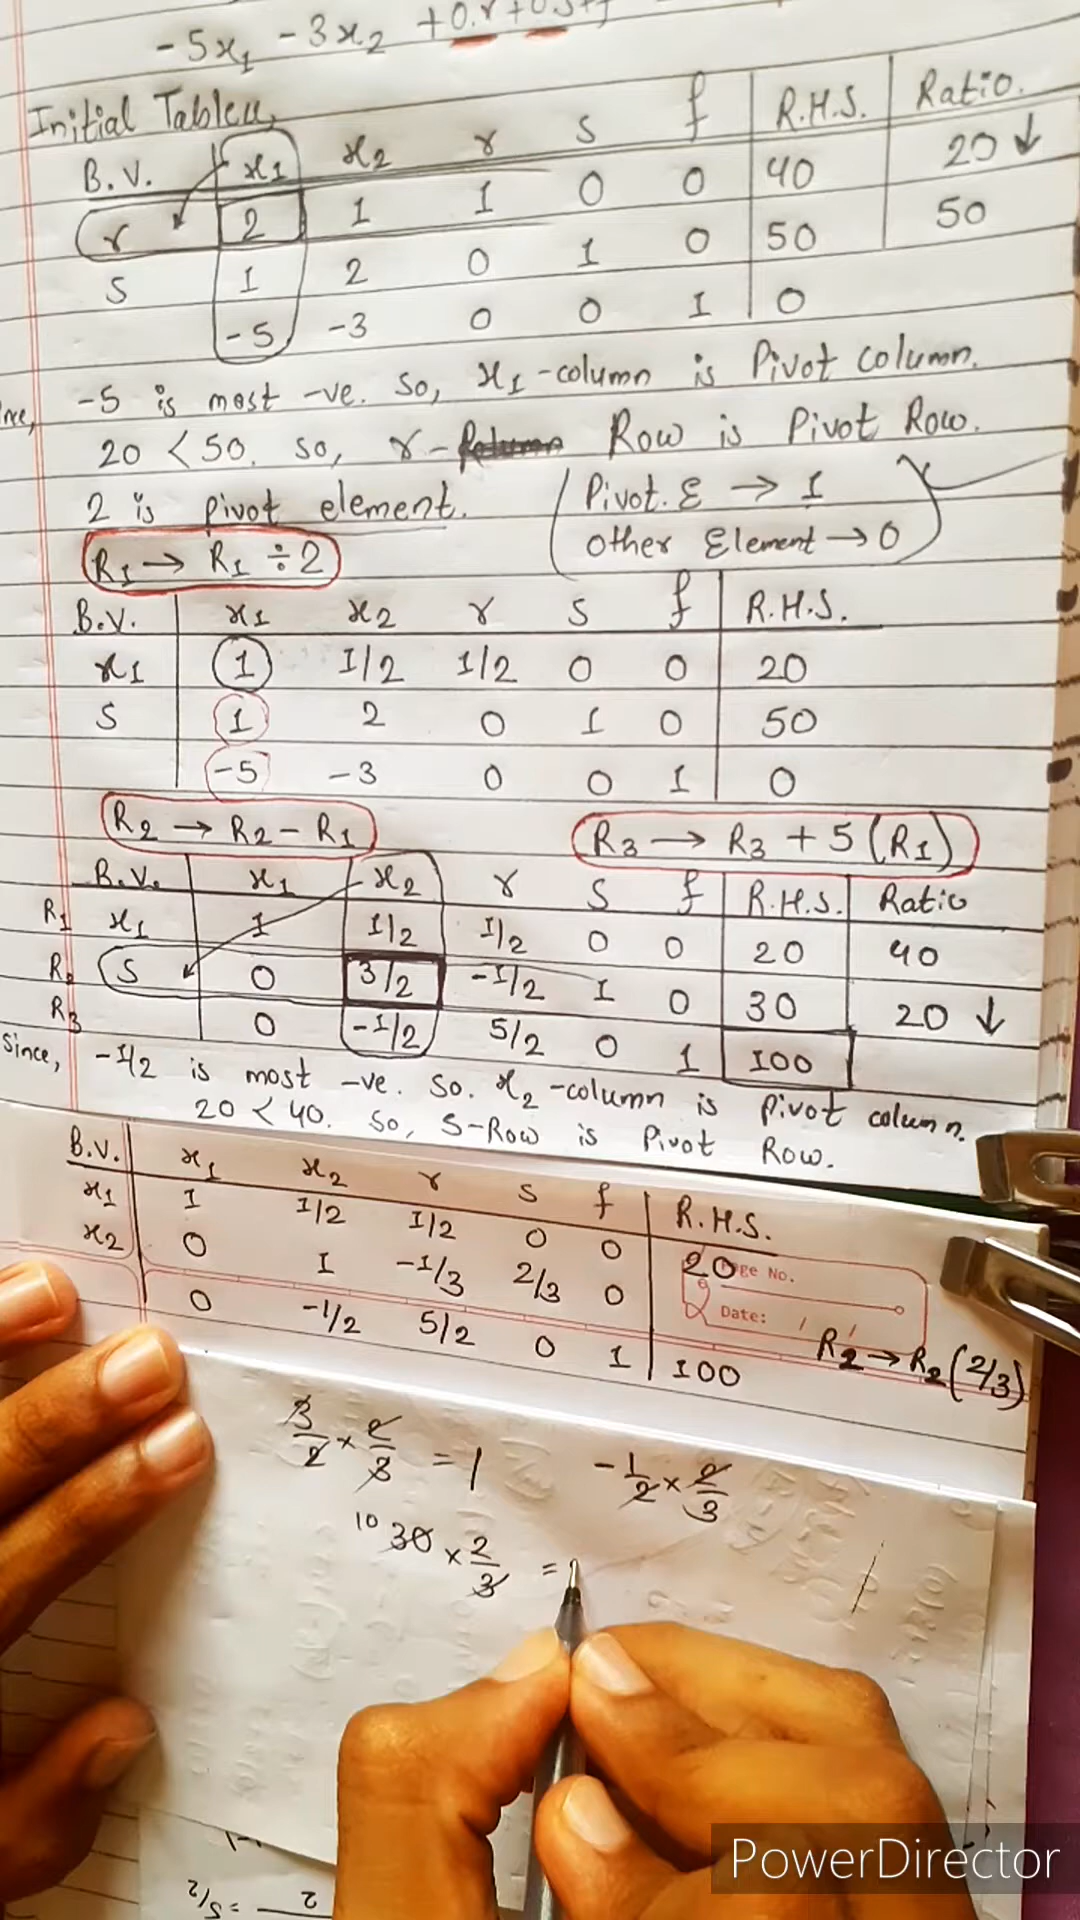 -5x1 - 3x2 +0.r+0.s+f
Initial Tableu,
B.V. x1 x2 r s f R.H.S. Ratio.
r 2 1 1 0 0 40 20 ↓
s 1 2 0 1 0 50 50
-5 -3 0 0 1 0
-5 is most -ve. So, x1-column is Pivot column.
20 < 50. so, r- Row is Pivot Row.
2 is pivot element.
Pivot. E → 1
other Element → 0
R1 → R1 ÷ 2
B.V. x1 x2 r s f R.H.S.
x1 1 1/2 1/2 0 0 20
s 1 2 0 1 0 50
-5 -3 0 0 1 0
R2 → R2 - R1
R3 → R3 + 5 (R1)
B.V. x1 x2 r s f R.H.S. Ratio
R1 x1 1 1/2 1/2 0 0 20 40
R2 s 0 3/2 -1/2 1 0 30 20 ↓
R3 0 -1/2 5/2 0 1 100
Since, -1/2 is most -ve. So. x2-column is pivot column.
20 < 40. So, S-Row is Pivot Row.
B.V. x1 x2 r s f R.H.S.
x1 1 1/2 1/2 0 0 20
x2 0 1 -1/3 2/3 0
0 -1/2 5/2 0 1 100
Page No.
Date: / /
R2 → R2 (2/3)
3/2 × 2/3 = 1
-1/2 × 2/3
10 30 × 2/3 =
2
= 5/2
PowerDirector